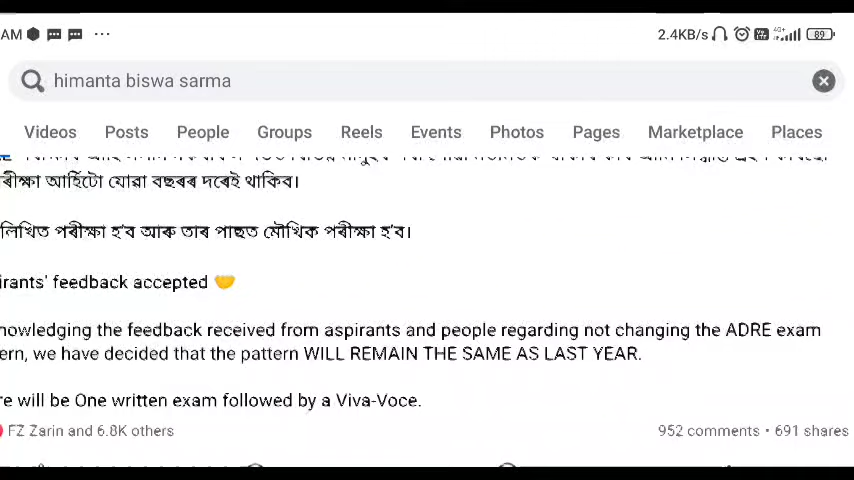 AM ...
2.4KB/s 4G+ 89
himanta biswa sarma
Videos Posts People Groups Reels Events Photos Pages Marketplace Places
ৰীক্ষা আৰ্হিটো যোৱা বছৰৰ দৰেই থাকিব।
লিখিত পৰীক্ষা হ'ব আৰু তাৰ পাছত মৌখিক পৰীক্ষা হ'ব।
irants' feedback accepted
nowledging the feedback received from aspirants and people regarding not changing the ADRE exam
ern, we have decided that the pattern WILL REMAIN THE SAME AS LAST YEAR.
re will be One written exam followed by a Viva-Voce.
FZ Zarin and 6.8K others 952 comments • 691 shares